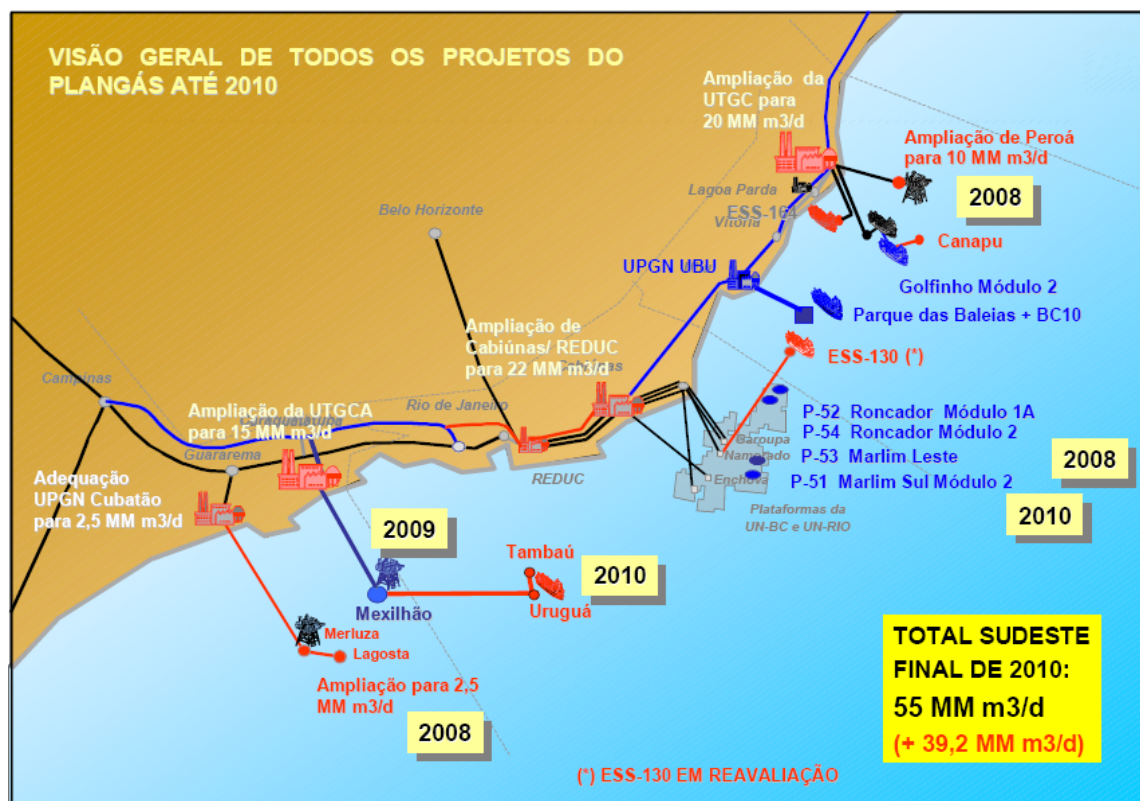 VISÃO GERAL DE TODOS OS PROJETOS DO
PLANGÁS ATÉ 2010
Ampliação da
UTGC para
20 MM m3/d
Ampliação de Peroá
para 10 MM m3/d
2008
Lagoa Parda
ESS-164
Vitória
Canapu
Belo Horizonte
UPGN UBU
Golfinho Módulo 2
Parque das Baleias + BC10
Ampliação de
Cabiúnas/ REDUC
para 22 MM m3/d
Cabiúnas
ESS-130 (*)
Campinas
Ampliação da UTGCA
para 15 MM m3/d
Caraguatatuba
Rio de Janeiro
Guararema
REDUC
P-52 Roncador Módulo 1A
P-54 Roncador Módulo 2
P-53 Marlim Leste
P-51 Marlim Sul Módulo 2
Garoupa
Namorado
Enchova
2008
2010
Plataformas da
UN-BC e UN-RIO
Adequação
UPGN Cubatão
para 2,5 MM m3/d
2009
Mexilhão
Tambaú
Uruguá
2010
Merluza
Lagosta
Ampliação para 2,5
MM m3/d
2008
TOTAL SUDESTE
FINAL DE 2010:
55 MM m3/d
(+ 39,2 MM m3/d)
(*) ESS-130 EM REAVALIAÇÃO